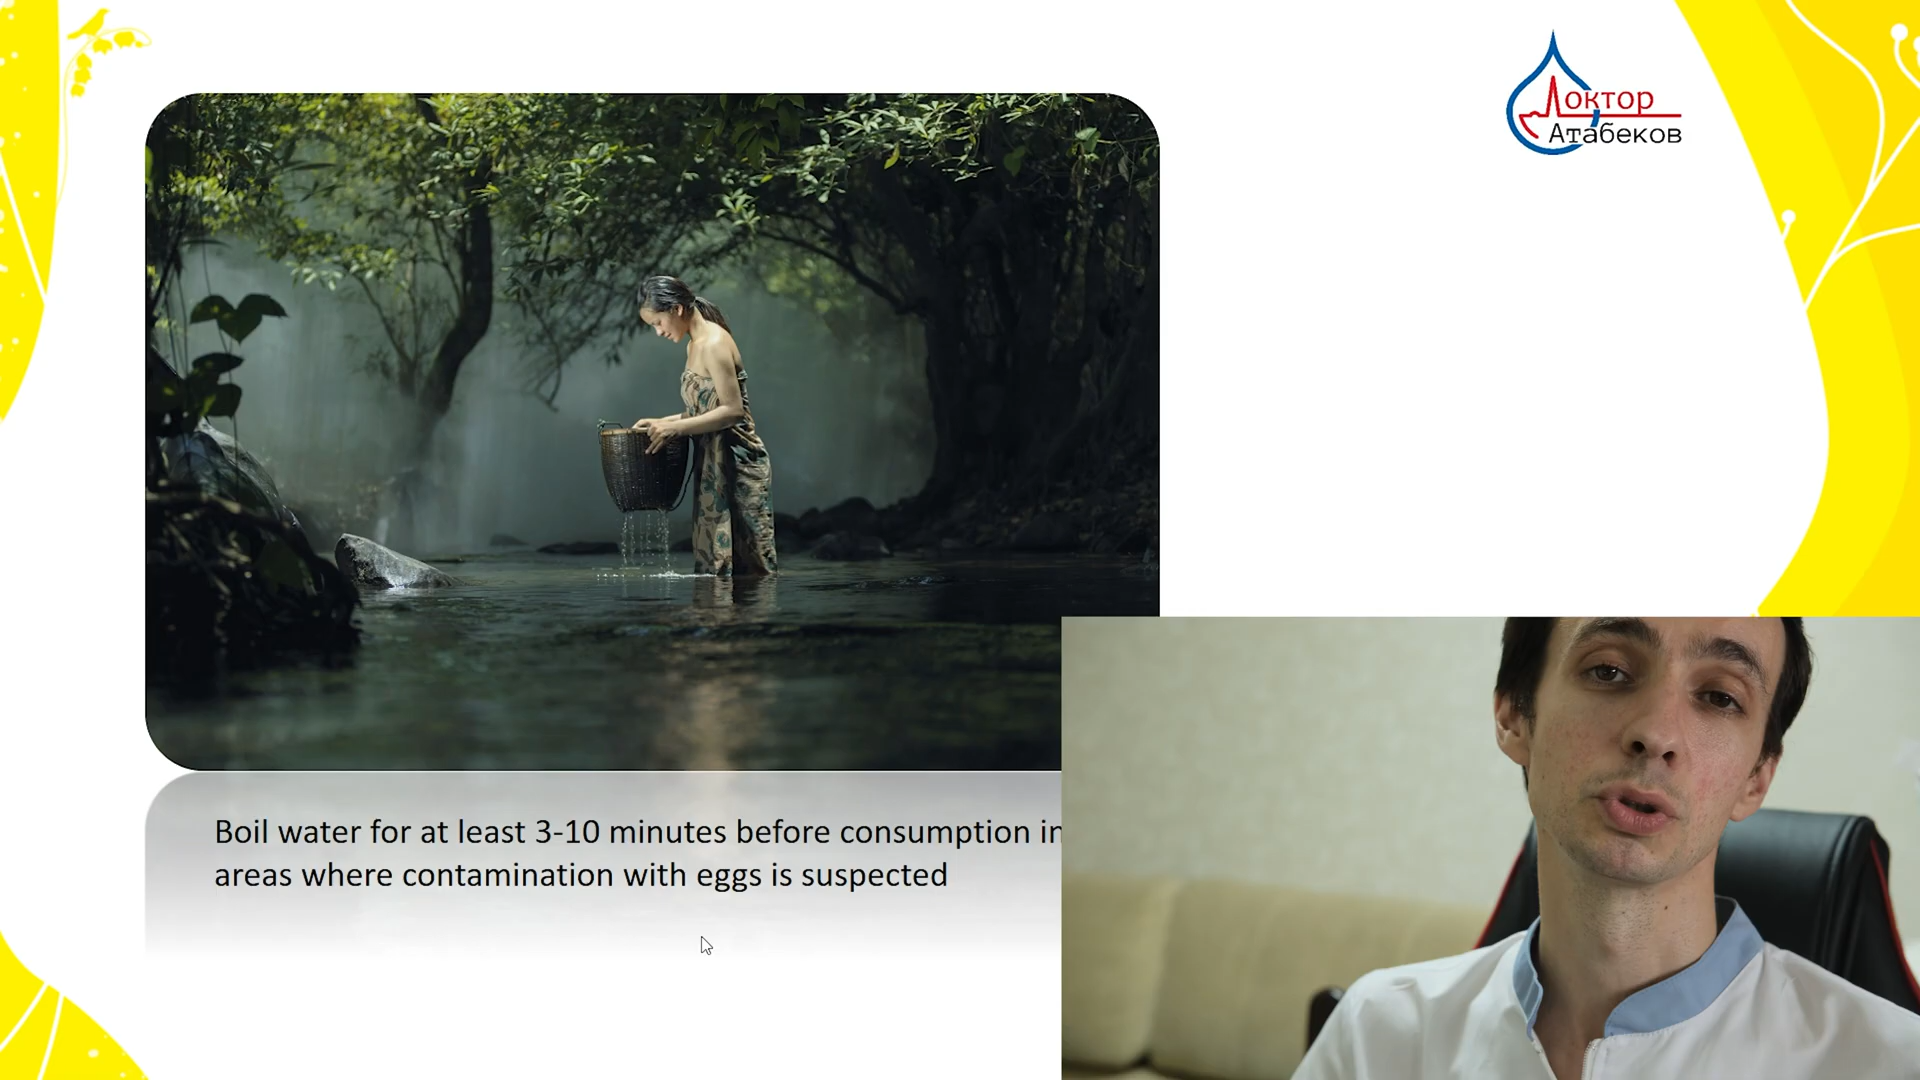 Доктор
Атабеков
Boil water for at least 3-10 minutes before consumption in
areas where contamination with eggs is suspected